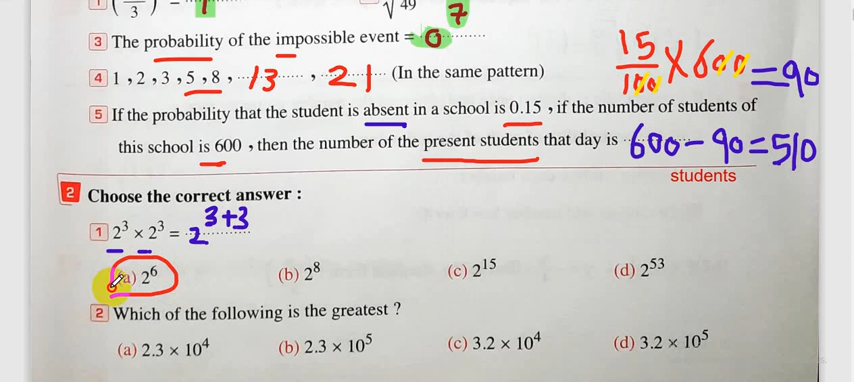 1 ( /3) = 1 √49 7
3 The probability of the impossible event = 0
4 1 , 2 , 3 , 5 , 8 , 13 , 21 (In the same pattern)
15/100 × 600 = 90
5 If the probability that the student is absent in a school is 0.15 , if the number of students of
this school is 600 , then the number of the present students that day is 600 - 90 = 510
students
2 Choose the correct answer :
1 2³ × 2³ = 2³⁺³
(a) 2⁶ (b) 2⁸ (c) 2¹⁵ (d) 2⁵³
2 Which of the following is the greatest ?
(a) 2.3 × 10⁴ (b) 2.3 × 10⁵ (c) 3.2 × 10⁴ (d) 3.2 × 10⁵